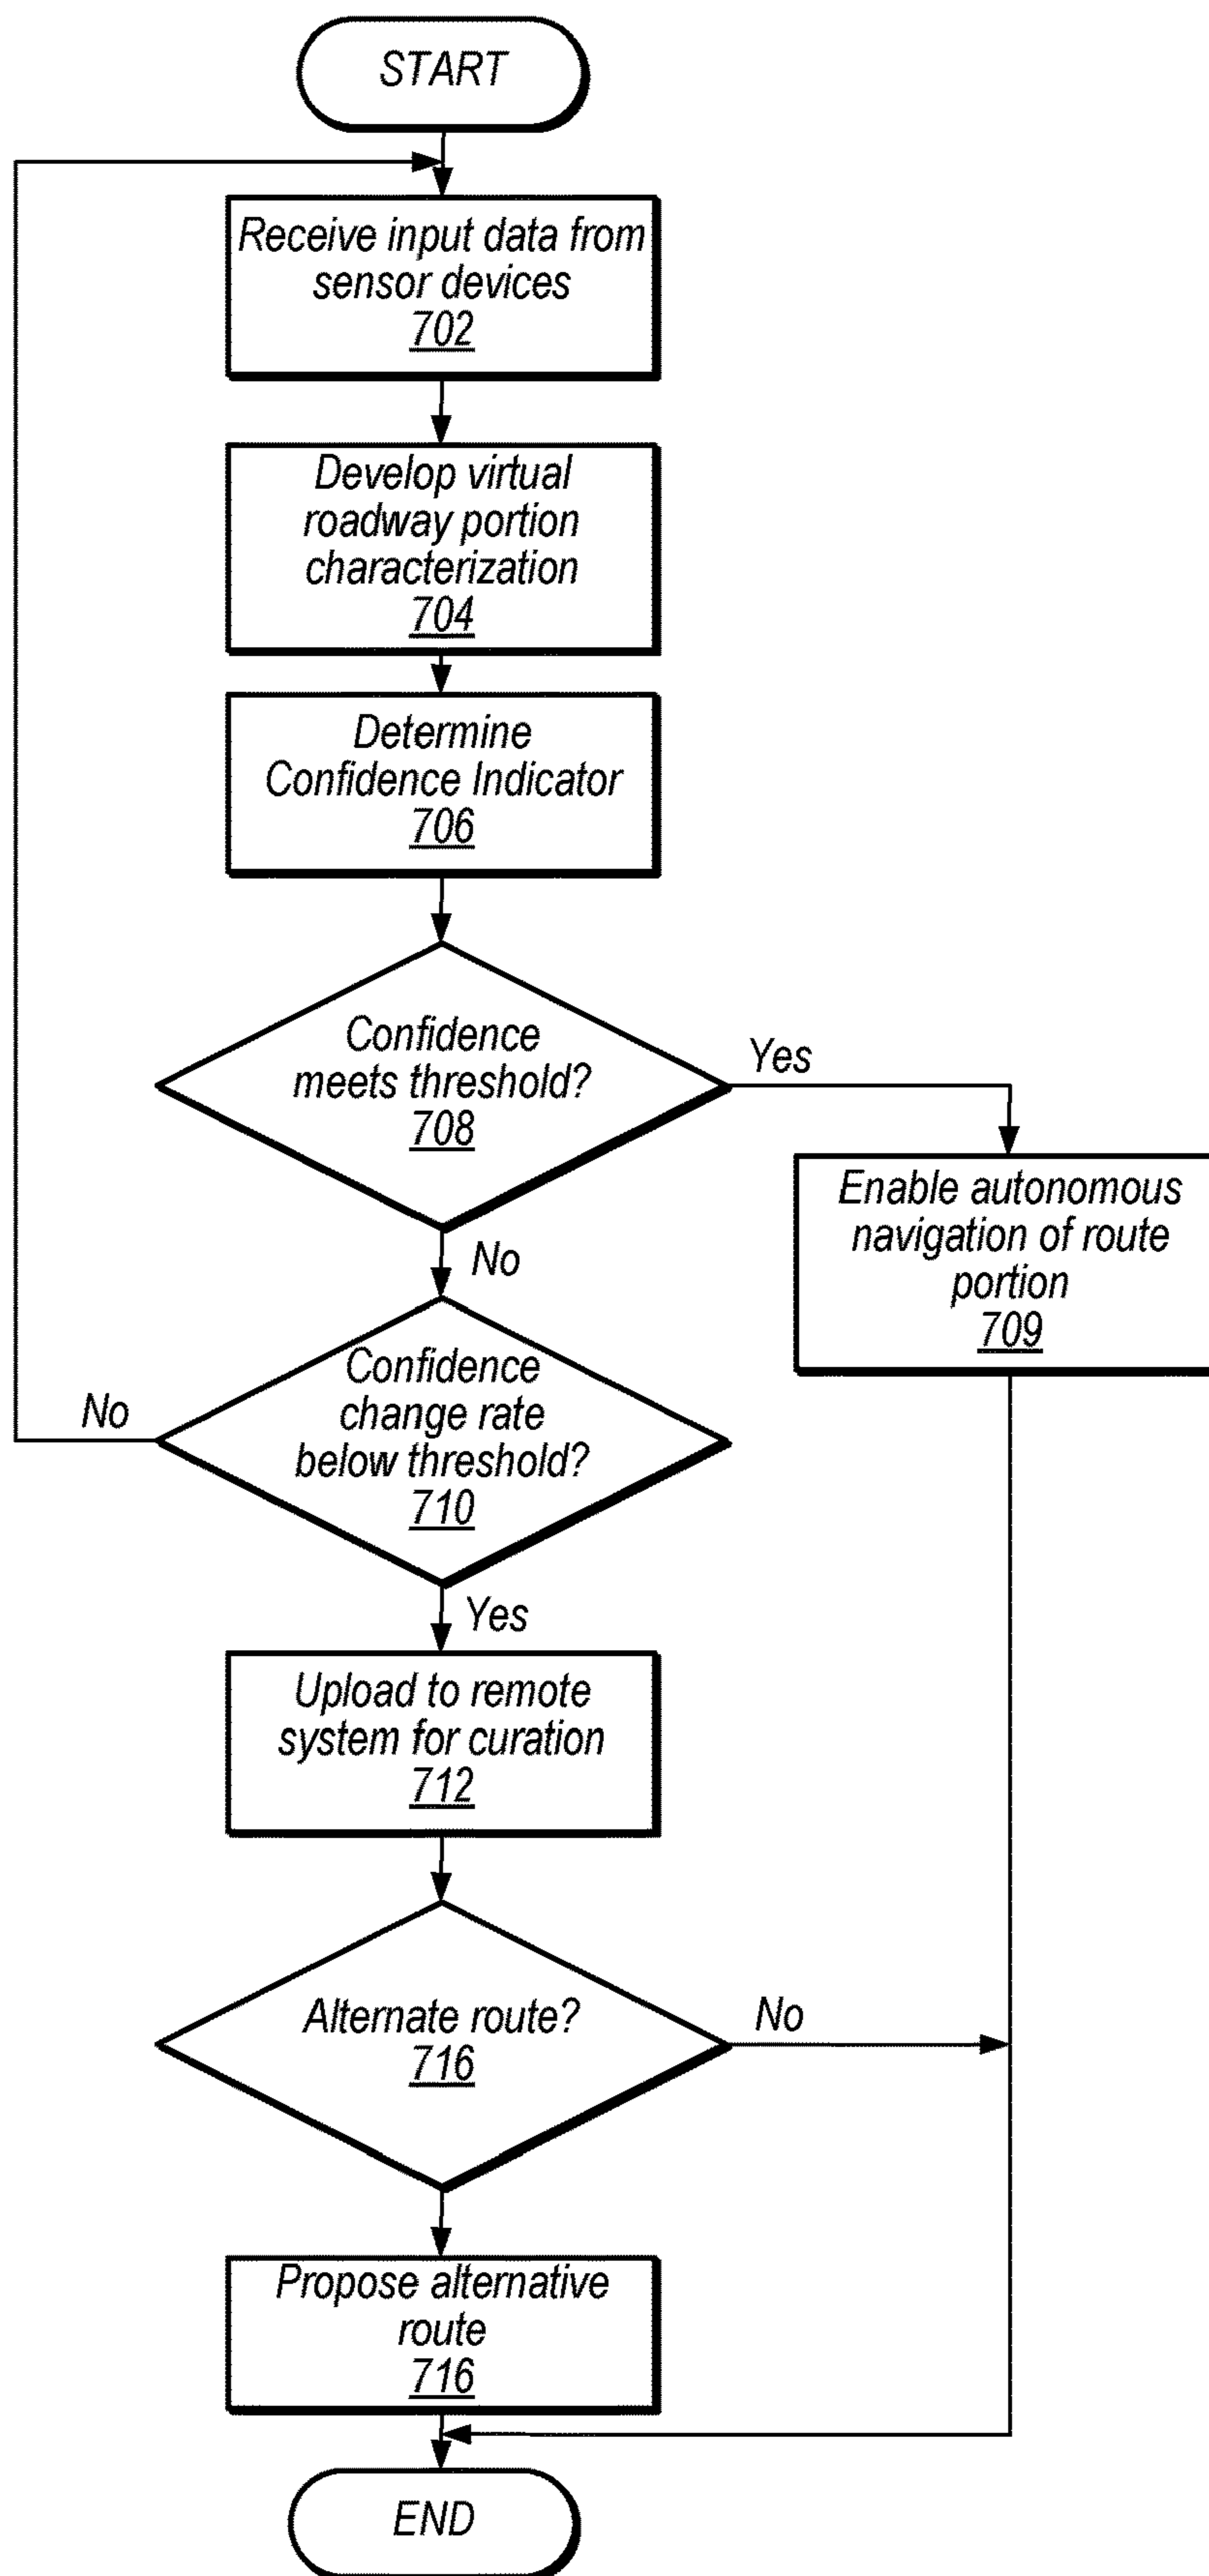 START
Receive input data from
sensor devices
702
Develop virtual
roadway portion
characterization
704
Determine
Confidence Indicator
706
Confidence
meets threshold?
708
Yes
No
Enable autonomous
navigation of route
portion
709
Confidence
change rate
below threshold?
710
No
Yes
Upload to remote
system for curation
712
Alternate route?
716
No
Propose alternative
route
716
END